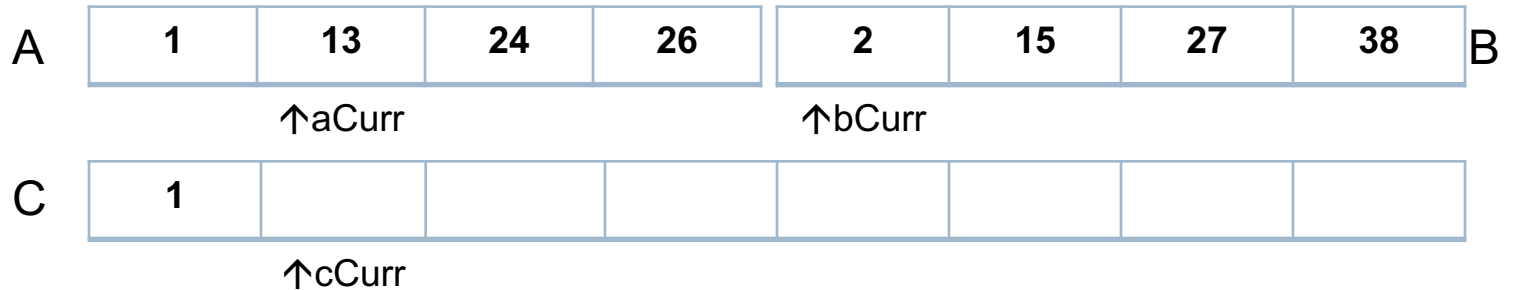 A 1 13 24 26 2 15 27 38 B
↑aCurr ↑bCurr
C 1
↑cCurr